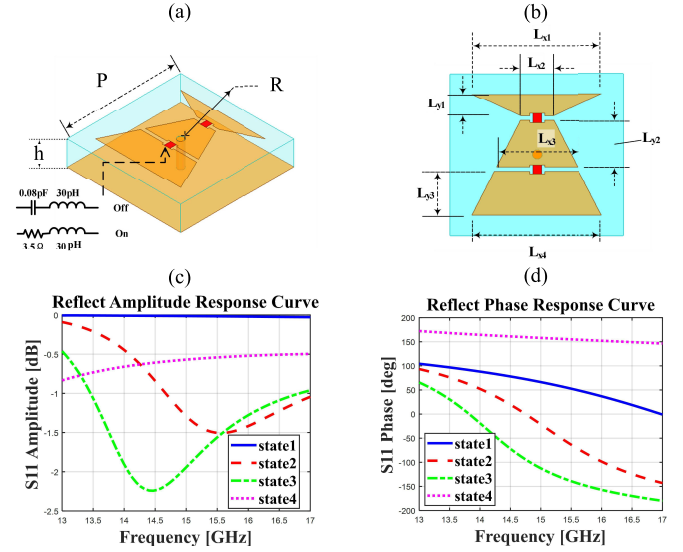 (a)
P
R
h
0.08pF 30pH
Off
3.5 Ω 30 pH
On
(b)
Lx1
Lx2
Ly1
Lx3
Ly2
Ly3
Lx4
(c)
Reflect Amplitude Response Curve
S11 Amplitude [dB]
0
-0.5
-1
-1.5
-2
-2.5
13 13.5 14 14.5 15 15.5 16 16.5 17
Frequency [GHz]
state1
state2
state3
state4
(d)
Reflect Phase Response Curve
S11 Phase [deg]
200
150
100
50
0
-50
-100
-150
-200
13 13.5 14 14.5 15 15.5 16 16.5 17
Frequency [GHz]
state1
state2
state3
state4